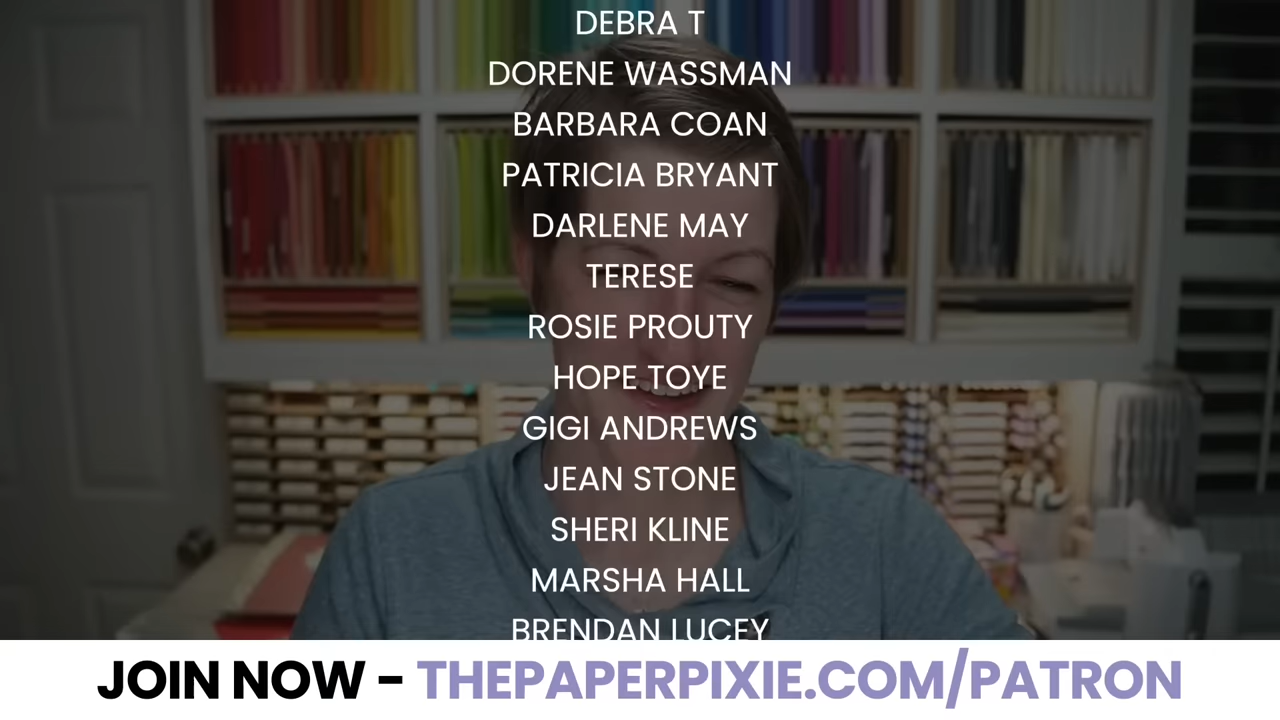 DEBRA T
DORENE WASSMAN
BARBARA COAN
PATRICIA BRYANT
DARLENE MAY
TERESE
ROSIE PROUTY
HOPE TOYE
GIGI ANDREWS
JEAN STONE
SHERI KLINE
MARSHA HALL
BRENDAN LUCEY
JOIN NOW - THEPAPERPIXIE.COM/PATRON